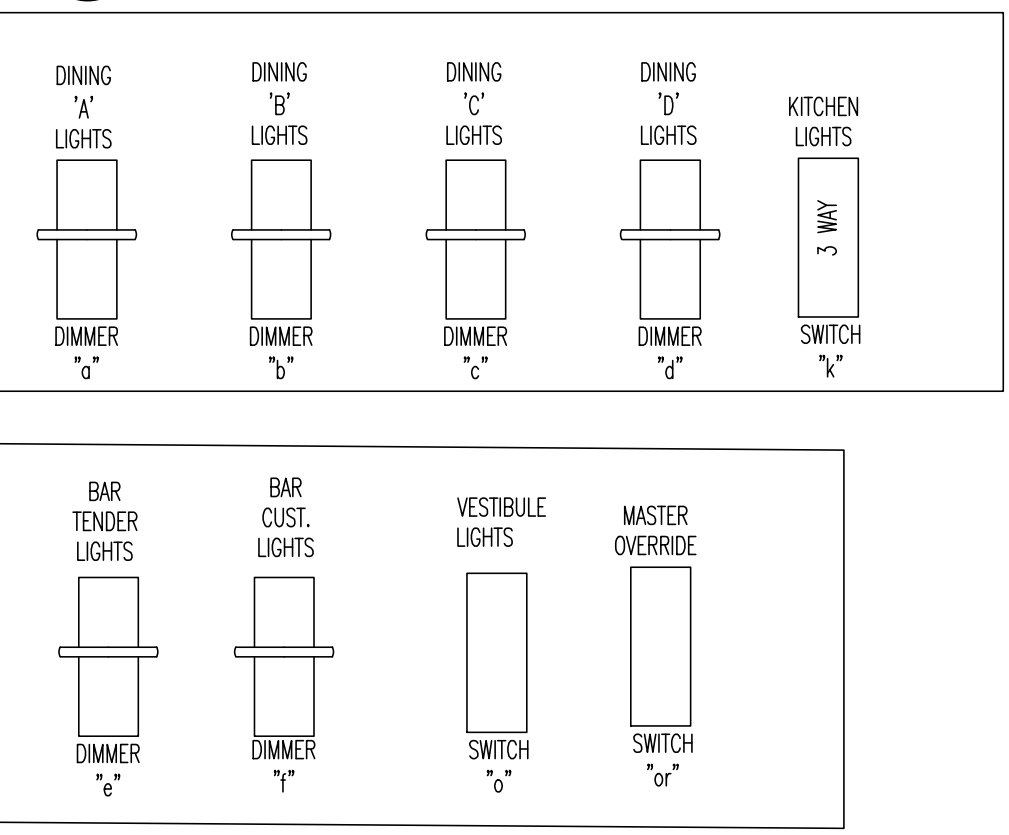 DINING
'A'
LIGHTS
DINING
'B'
LIGHTS
DINING
'C'
LIGHTS
DINING
'D'
LIGHTS
KITCHEN
LIGHTS
3 WAY
DIMMER
"a"
DIMMER
"b"
DIMMER
"c"
DIMMER
"d"
SWITCH
"k"
BAR
TENDER
LIGHTS
BAR
CUST.
LIGHTS
VESTIBULE
LIGHTS
MASTER
OVERRIDE
DIMMER
"e"
DIMMER
"f"
SWITCH
"o"
SWITCH
"or"